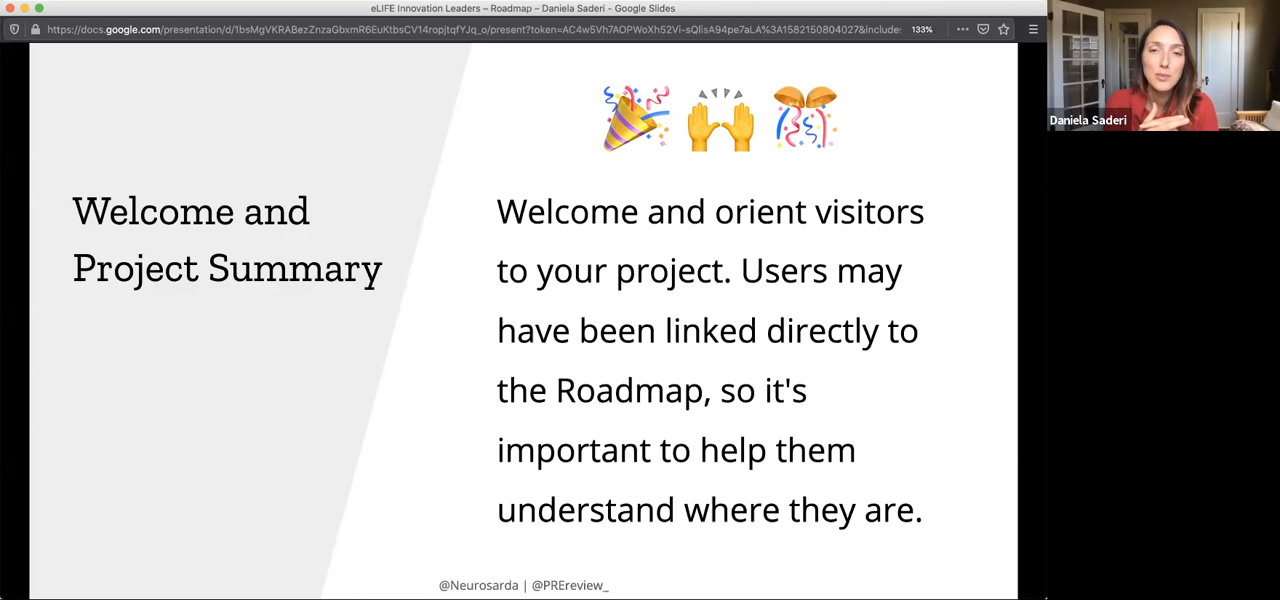 eLIFE Innovation Leaders – Roadmap – Daniela Saderi - Google Slides
133%
Daniela Saderi
Welcome and
Project Summary
Welcome and orient visitors
to your project. Users may
have been linked directly to
the Roadmap, so it's
important to help them
understand where they are.
@Neurosarda | @PREreview_